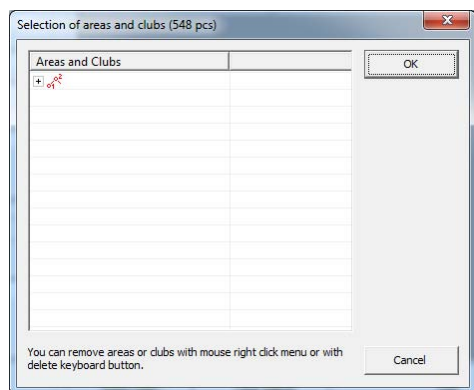 Selection of areas and clubs (548 pcs)
Areas and Clubs
OK
You can remove areas or clubs with mouse right click menu or with
delete keyboard button.
Cancel